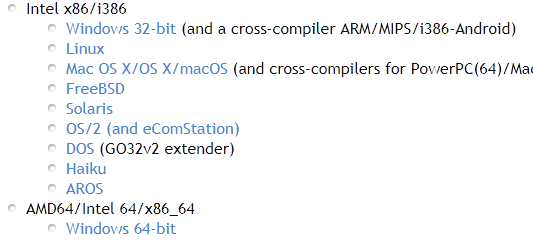 Intel x86/i386
Windows 32-bit (and a cross-compiler ARM/MIPS/i386-Android)
Linux
Mac OS X/OS X/macOS (and cross-compilers for PowerPC(64)/Mac
FreeBSD
Solaris
OS/2 (and eComStation)
DOS (GO32v2 extender)
Haiku
AROS
AMD64/Intel 64/x86_64
Windows 64-bit